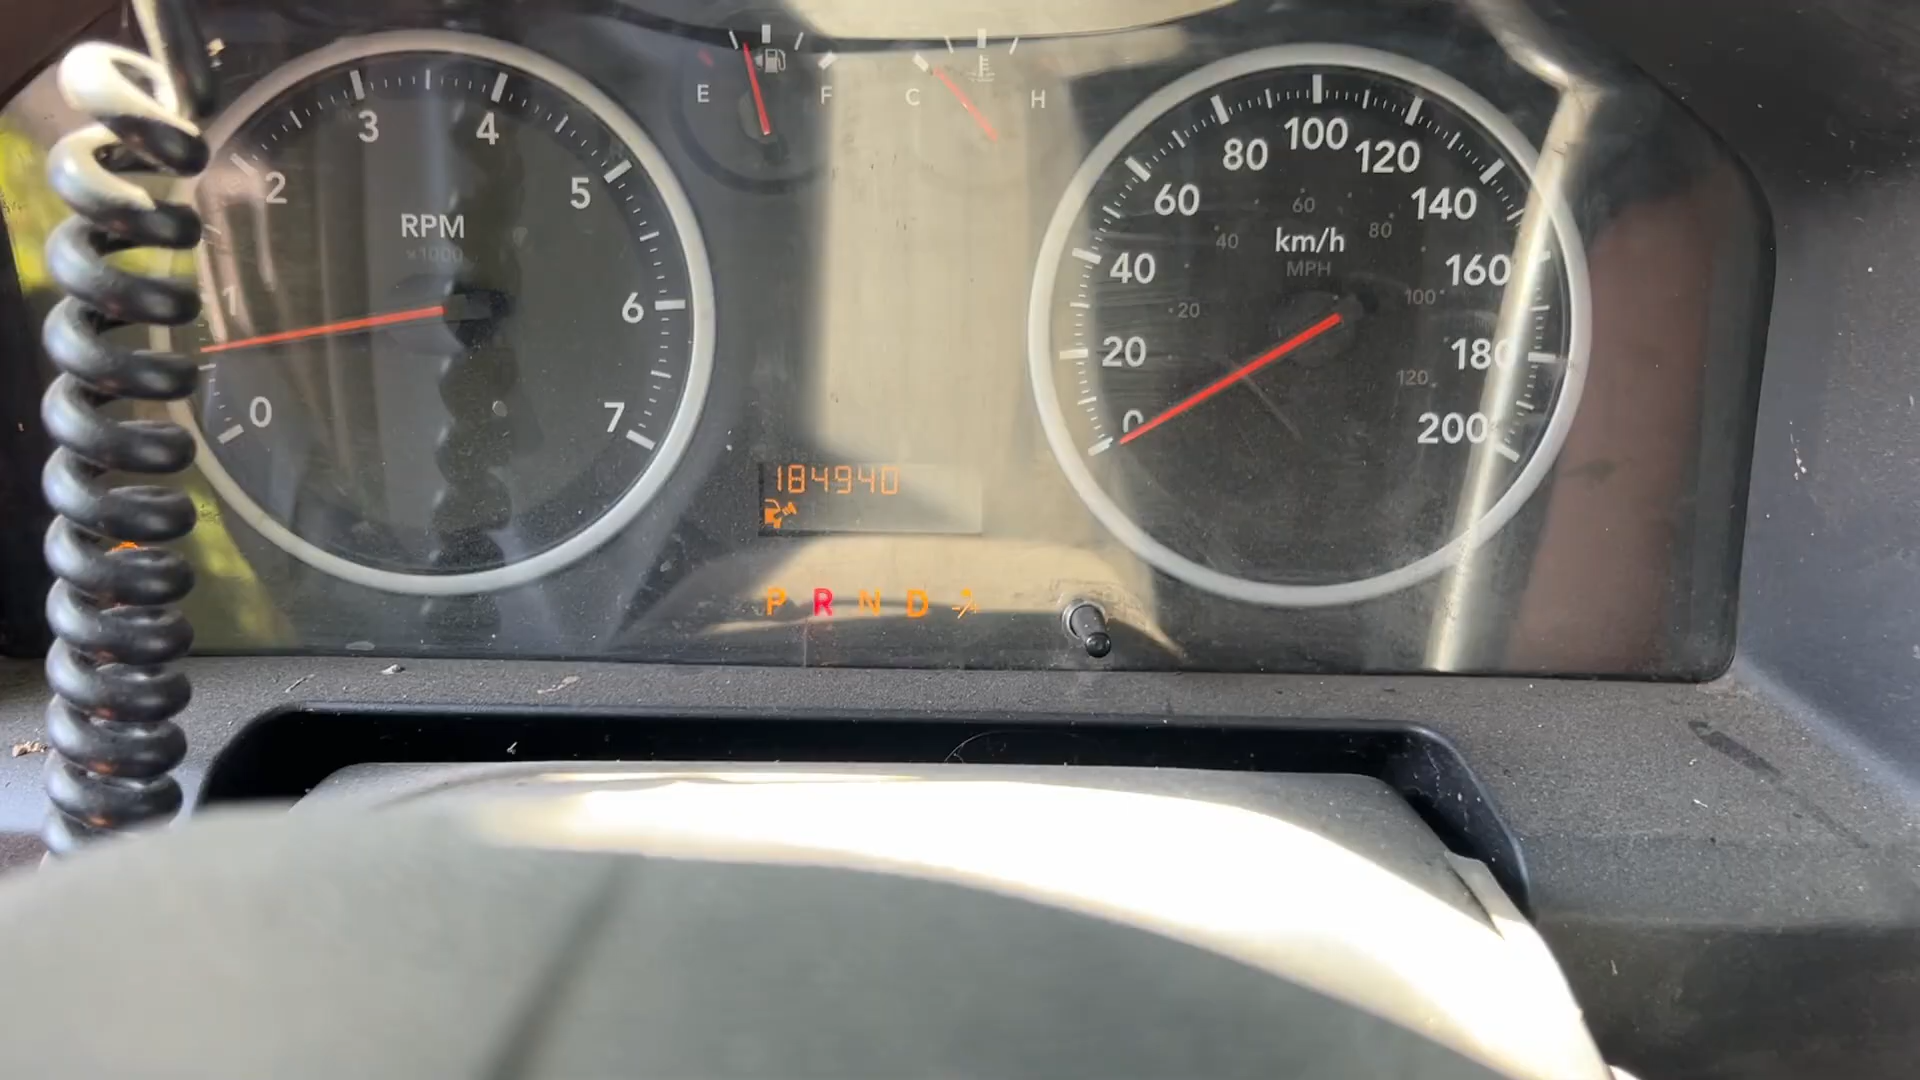 E F C H
0 1 2 3 4 5 6 7
RPM
x1000
0 20 40 60 80 100 120 140 160 180 200
km/h
MPH
20 40 60 80 100 120
184940
P R N D